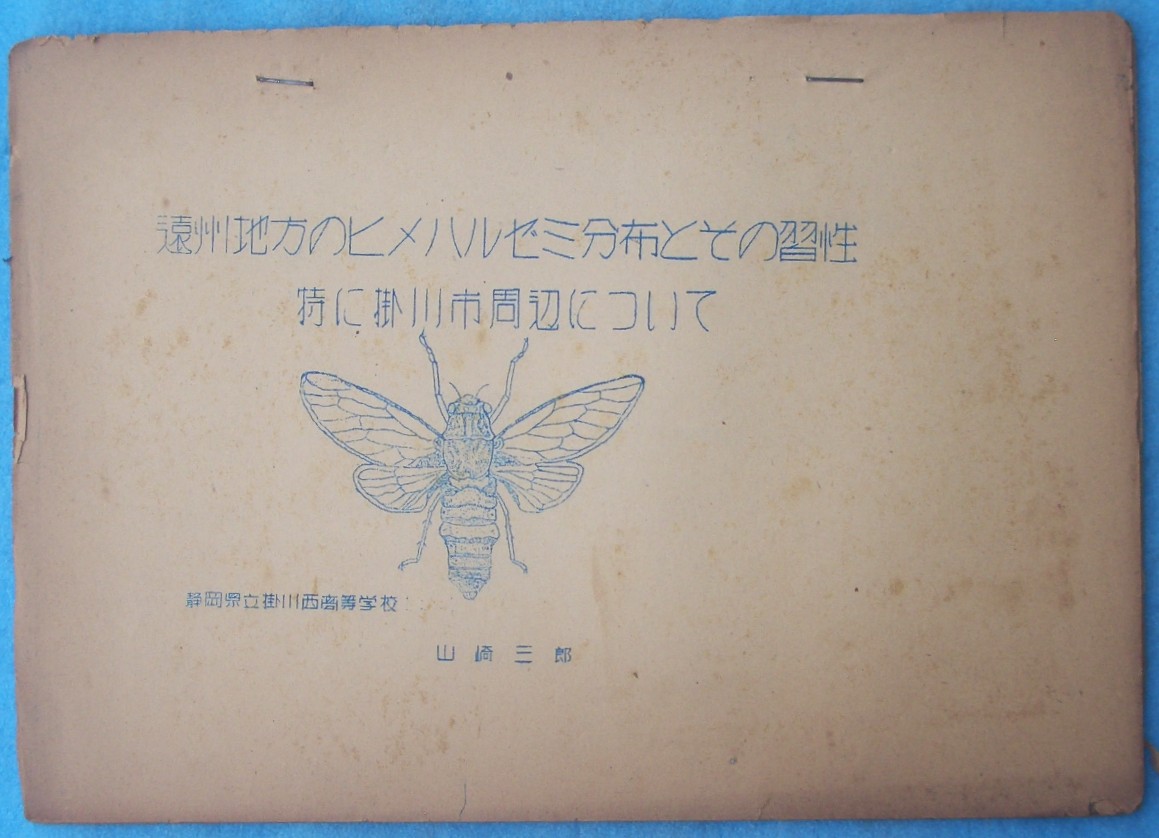 遠州地方のヒメハルゼミ分布とその習性
特に掛川市周辺について
静岡県立掛川西高等学校
山崎三郎